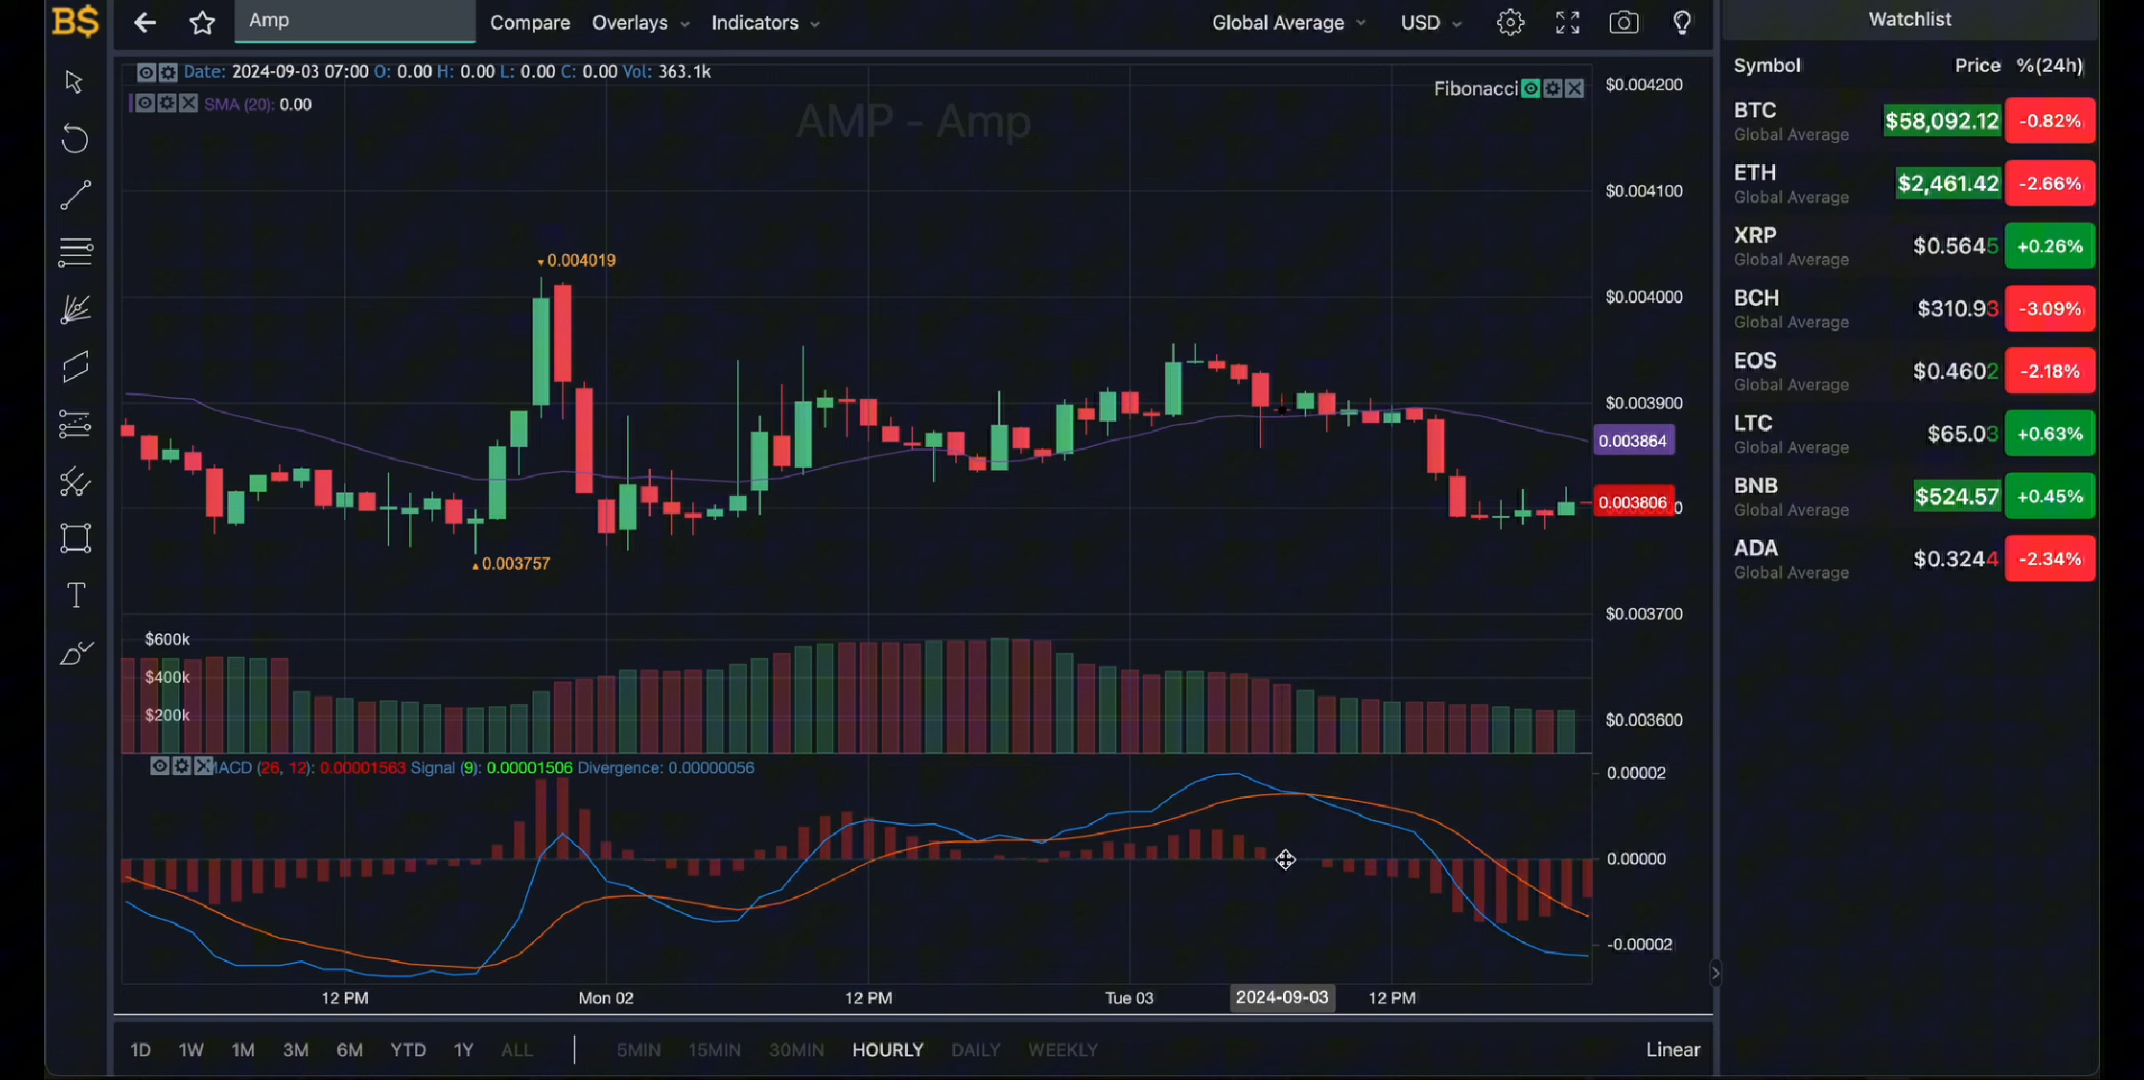 B$
Amp
Compare
Overlays
Indicators
Global Average
USD
Watchlist
Date: 2024-09-03 07:00 O: 0.00 H: 0.00 L: 0.00 C: 0.00 Vol: 363.1k
SMA (20): 0.00
Fibonacci
AMP - Amp
0.004019
0.003757
$0.004200
$0.004100
$0.004000
$0.003900
0.003864
0.003806
$0.003700
$0.003600
$600k
$400k
$200k
MACD (26, 12): 0.00001563 Signal (9): 0.00001506 Divergence: 0.00000056
0.00002
0.00000
-0.00002
12 PM
Mon 02
12 PM
Tue 03
2024-09-03
12 PM
1D 1W 1M 3M 6M YTD 1Y ALL
5MIN 15MIN 30MIN HOURLY DAILY WEEKLY
Linear
Symbol Price %(24h)
BTC $58,092.12 -0.82%
Global Average
ETH $2,461.42 -2.66%
Global Average
XRP $0.5645 +0.26%
Global Average
BCH $310.93 -3.09%
Global Average
EOS $0.4602 -2.18%
Global Average
LTC $65.03 +0.63%
Global Average
BNB $524.57 +0.45%
Global Average
ADA $0.3244 -2.34%
Global Average